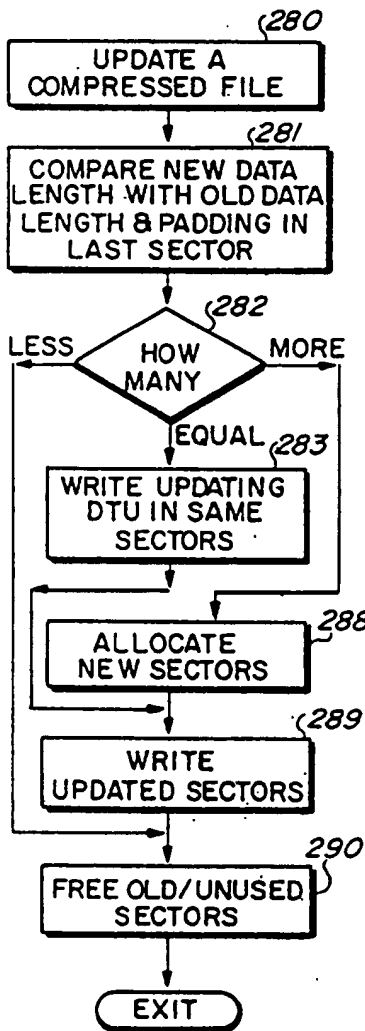 280
UPDATE A
COMPRESSED FILE
281
COMPARE NEW DATA
LENGTH WITH OLD DATA
LENGTH & PADDING IN
LAST SECTOR
282
LESS
HOW
MANY
MORE
EQUAL
283
WRITE UPDATING
DTU IN SAME
SECTORS
288
ALLOCATE
NEW SECTORS
289
WRITE
UPDATED SECTORS
290
FREE OLD/UNUSED
SECTORS
EXIT